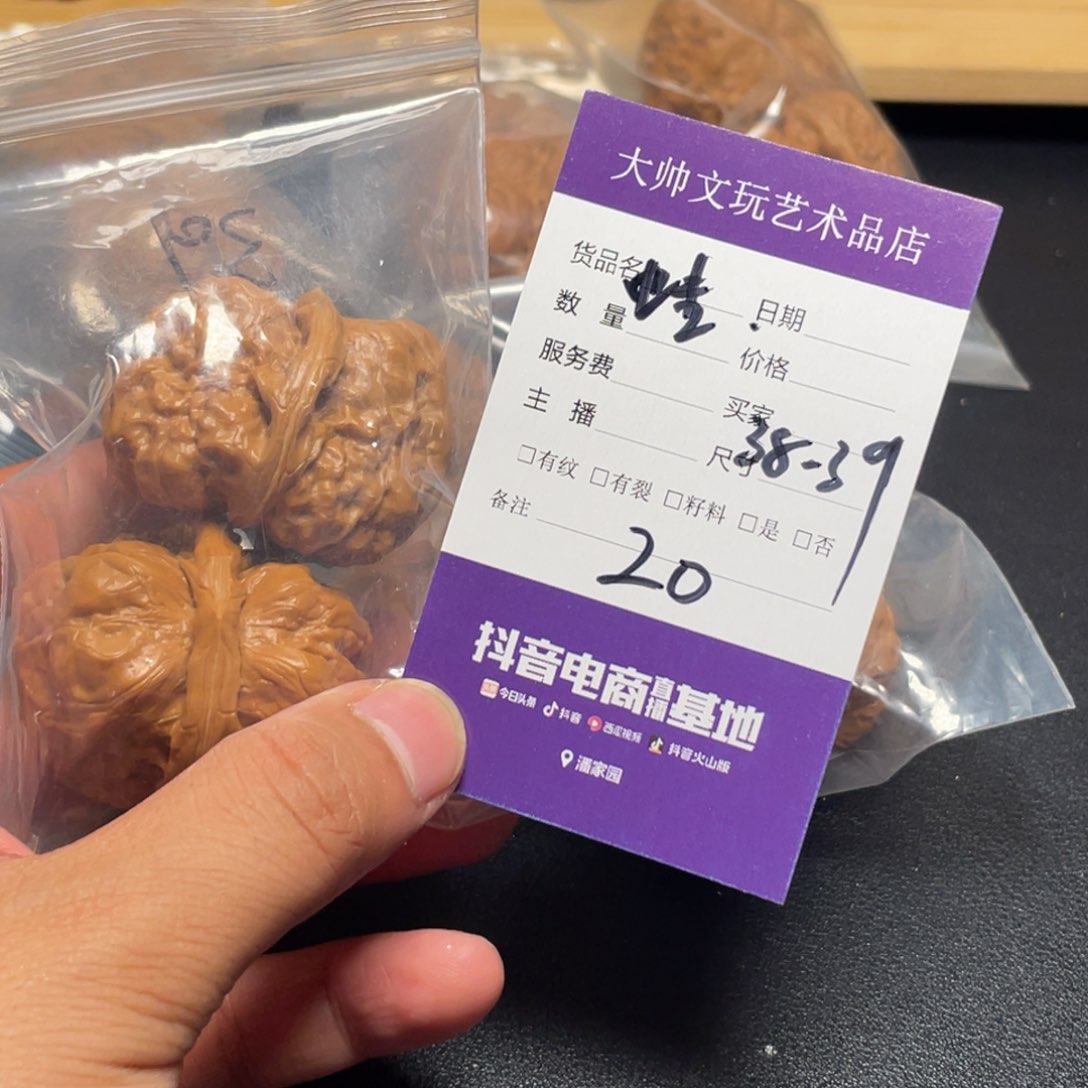 大帅文玩艺术品店
货品名 蛙 日期
数 量 价格
服务费 买家
主 播 尺寸 38-39
□有纹 □有裂 □籽料 □是 □否
备注
20
抖音电商直播基地
今日头条 抖音 西瓜视频 抖音火山版
潘家园